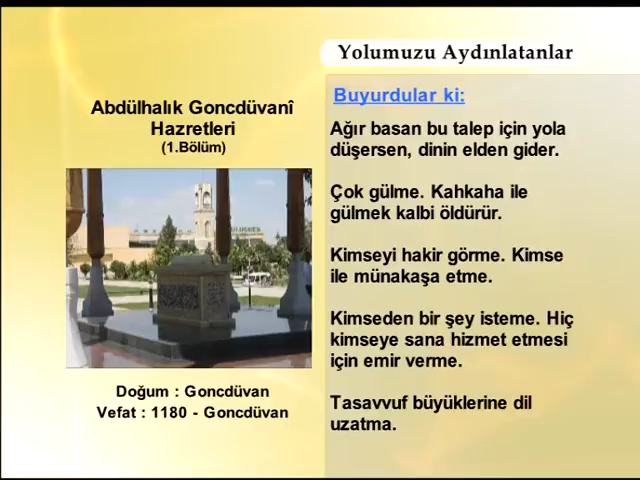 Yolumuzu Aydınlatanlar
Abdülhalık Goncdüvanî
Hazretleri
(1.Bölüm)
Doğum : Goncdüvan
Vefat : 1180 - Goncdüvan
Buyurdular ki:
Ağır basan bu talep için yola
düşersen, dinin elden gider.
Çok gülme. Kahkaha ile
gülmek kalbi öldürür.
Kimseyi hakir görme. Kimse
ile münakaşa etme.
Kimseden bir şey isteme. Hiç
kimseye sana hizmet etmesi
için emir verme.
Tasavvuf büyüklerine dil
uzatma.